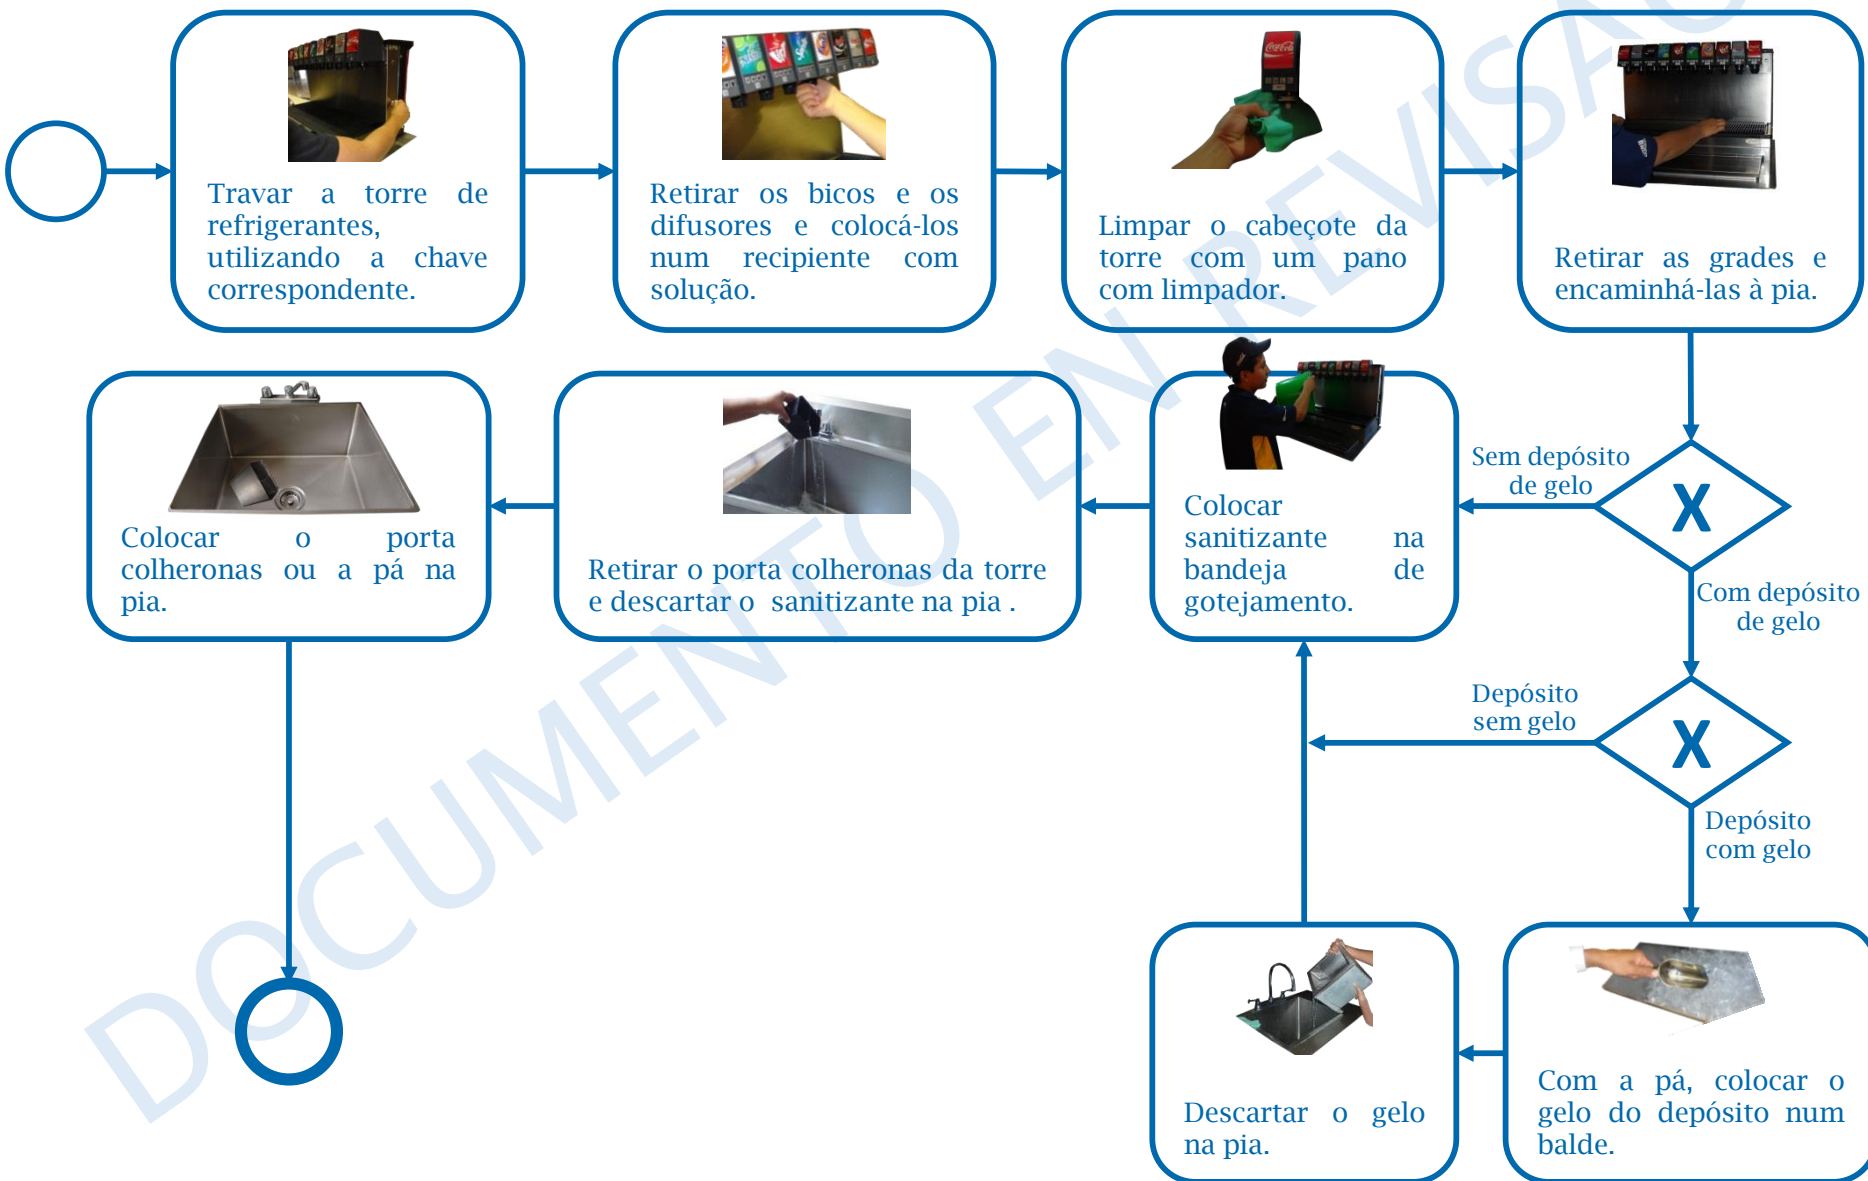 Travar a torre de
refrigerantes,
utilizando a chave
correspondente.
Retirar os bicos e os
difusores e colocá-los
num recipiente com
solução.
Limpar o cabeçote da
torre com um pano
com limpador.
Retirar as grades e
encaminhá-las à pia.
Sem depósito
de gelo
X
Com depósito
de gelo
Colocar
sanitizante na
bandeja de
gotejamento.
Retirar o porta colheronas da torre
e descartar o sanitizante na pia .
Colocar o porta
colheronas ou a pá na
pia.
Depósito
sem gelo
X
Depósito
com gelo
Com a pá, colocar o
gelo do depósito num
balde.
Descartar o gelo
na pia.
Coca-Cola
DOCUMENTO EN REVISÃO